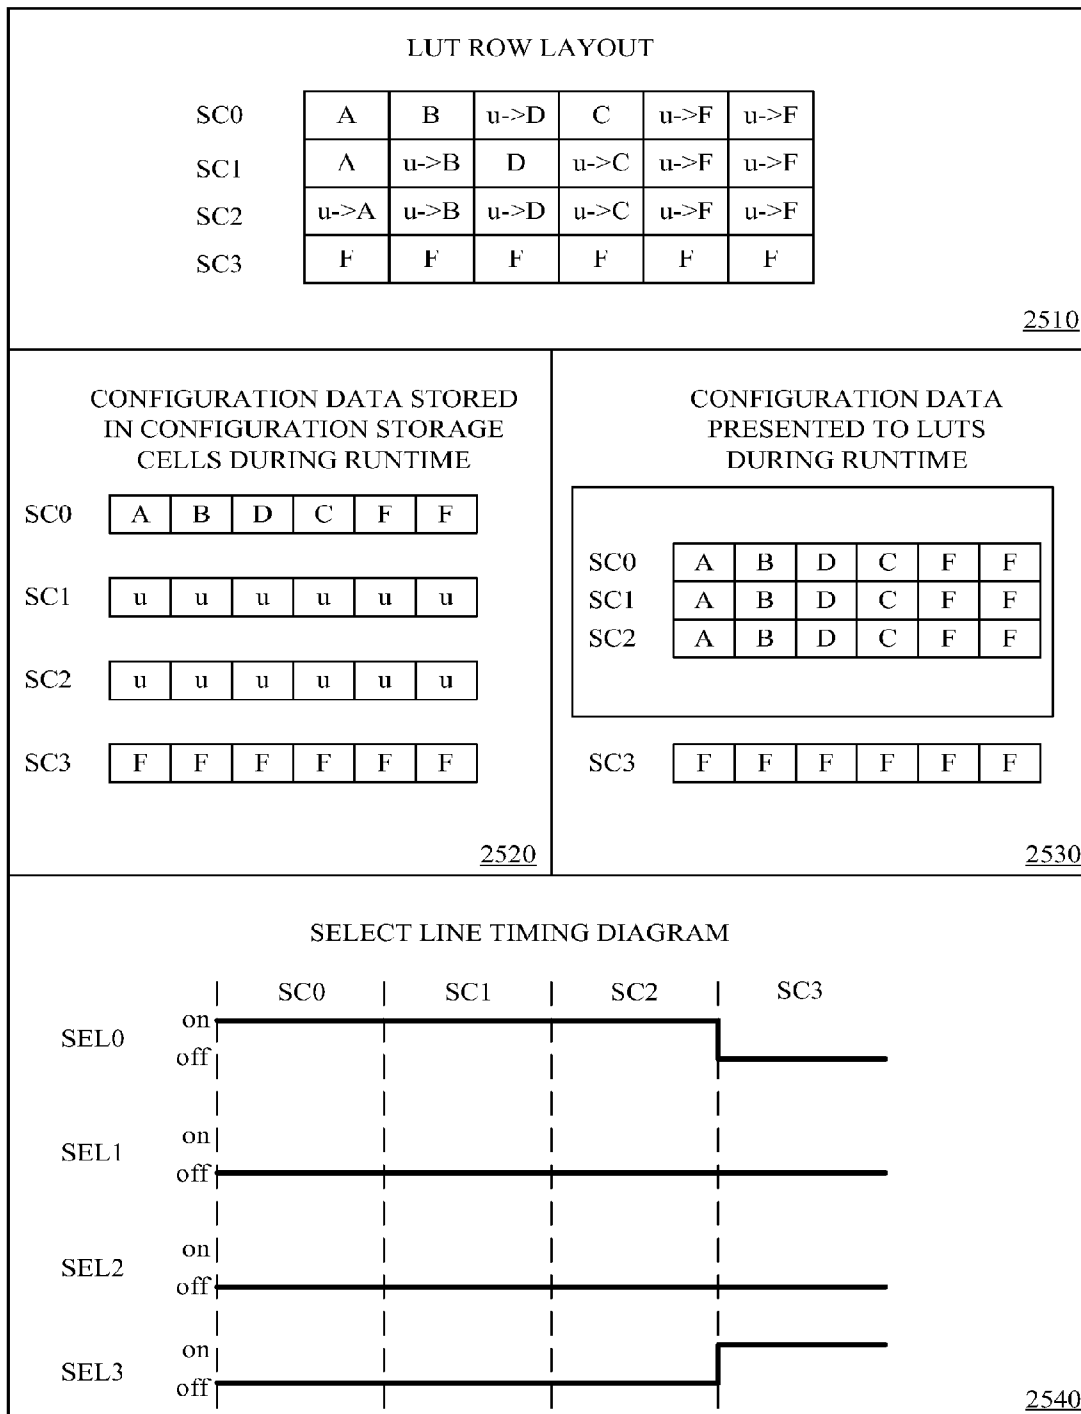 LUT ROW LAYOUT
SC0 A B u->D C u->F u->F
SC1 A u->B D u->C u->F u->F
SC2 u->A u->B u->D u->C u->F u->F
SC3 F F F F F F
2510
CONFIGURATION DATA STORED
IN CONFIGURATION STORAGE
CELLS DURING RUNTIME
SC0 A B D C F F
SC1 u u u u u u
SC2 u u u u u u
SC3 F F F F F F
2520
CONFIGURATION DATA
PRESENTED TO LUTS
DURING RUNTIME
SC0 A B D C F F
SC1 A B D C F F
SC2 A B D C F F
SC3 F F F F F F
2530
SELECT LINE TIMING DIAGRAM
SC0 SC1 SC2 SC3
SEL0 on off
SEL1 on off
SEL2 on off
SEL3 on off
2540